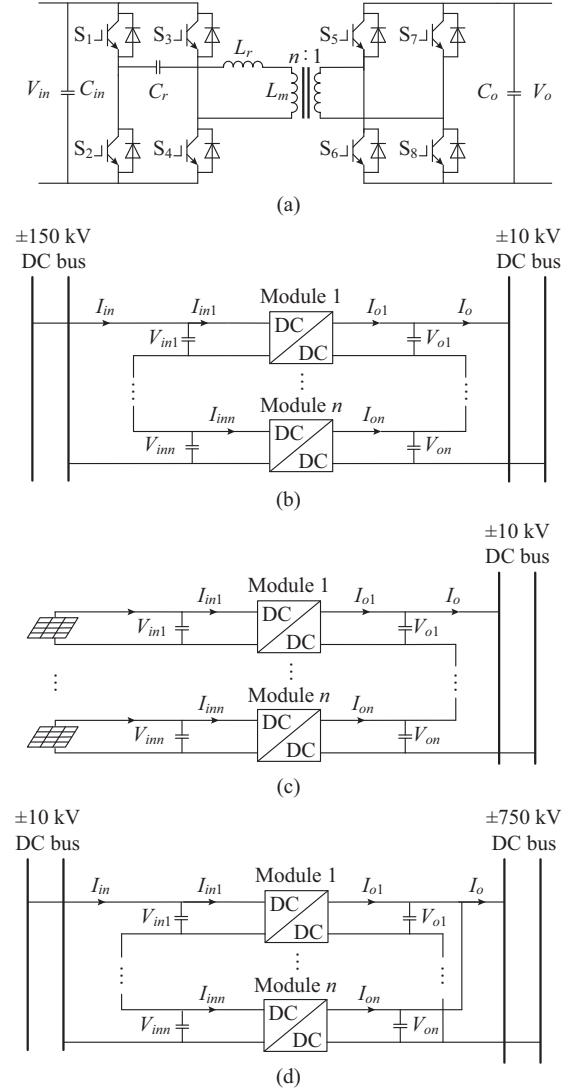 S1 S3 Lr n:1 S5 S7
Vin Cin Cr Lm Co Vo
S2 S4 S6 S8
(a)
±150 kV
DC bus
±10 kV
DC bus
Iin Iin1 Module 1 Io1 Io
Vin1 DC Vo1
DC
⋮ ⋮ ⋮
Iinn Module n Ion
Vinn DC Von
DC
(b)
±10 kV
DC bus
Iin1 Module 1 Io1 Io
Vin1 DC Vo1
DC
⋮ ⋮ ⋮
Iinn Module n Ion
Vinn DC Von
DC
(c)
±10 kV
DC bus
±750 kV
DC bus
Iin Iin1 Module 1 Io1 Io
Vin1 DC Vo1
DC
⋮ ⋮ ⋮
Iinn Module n Ion
Vinn DC Von
DC
(d)